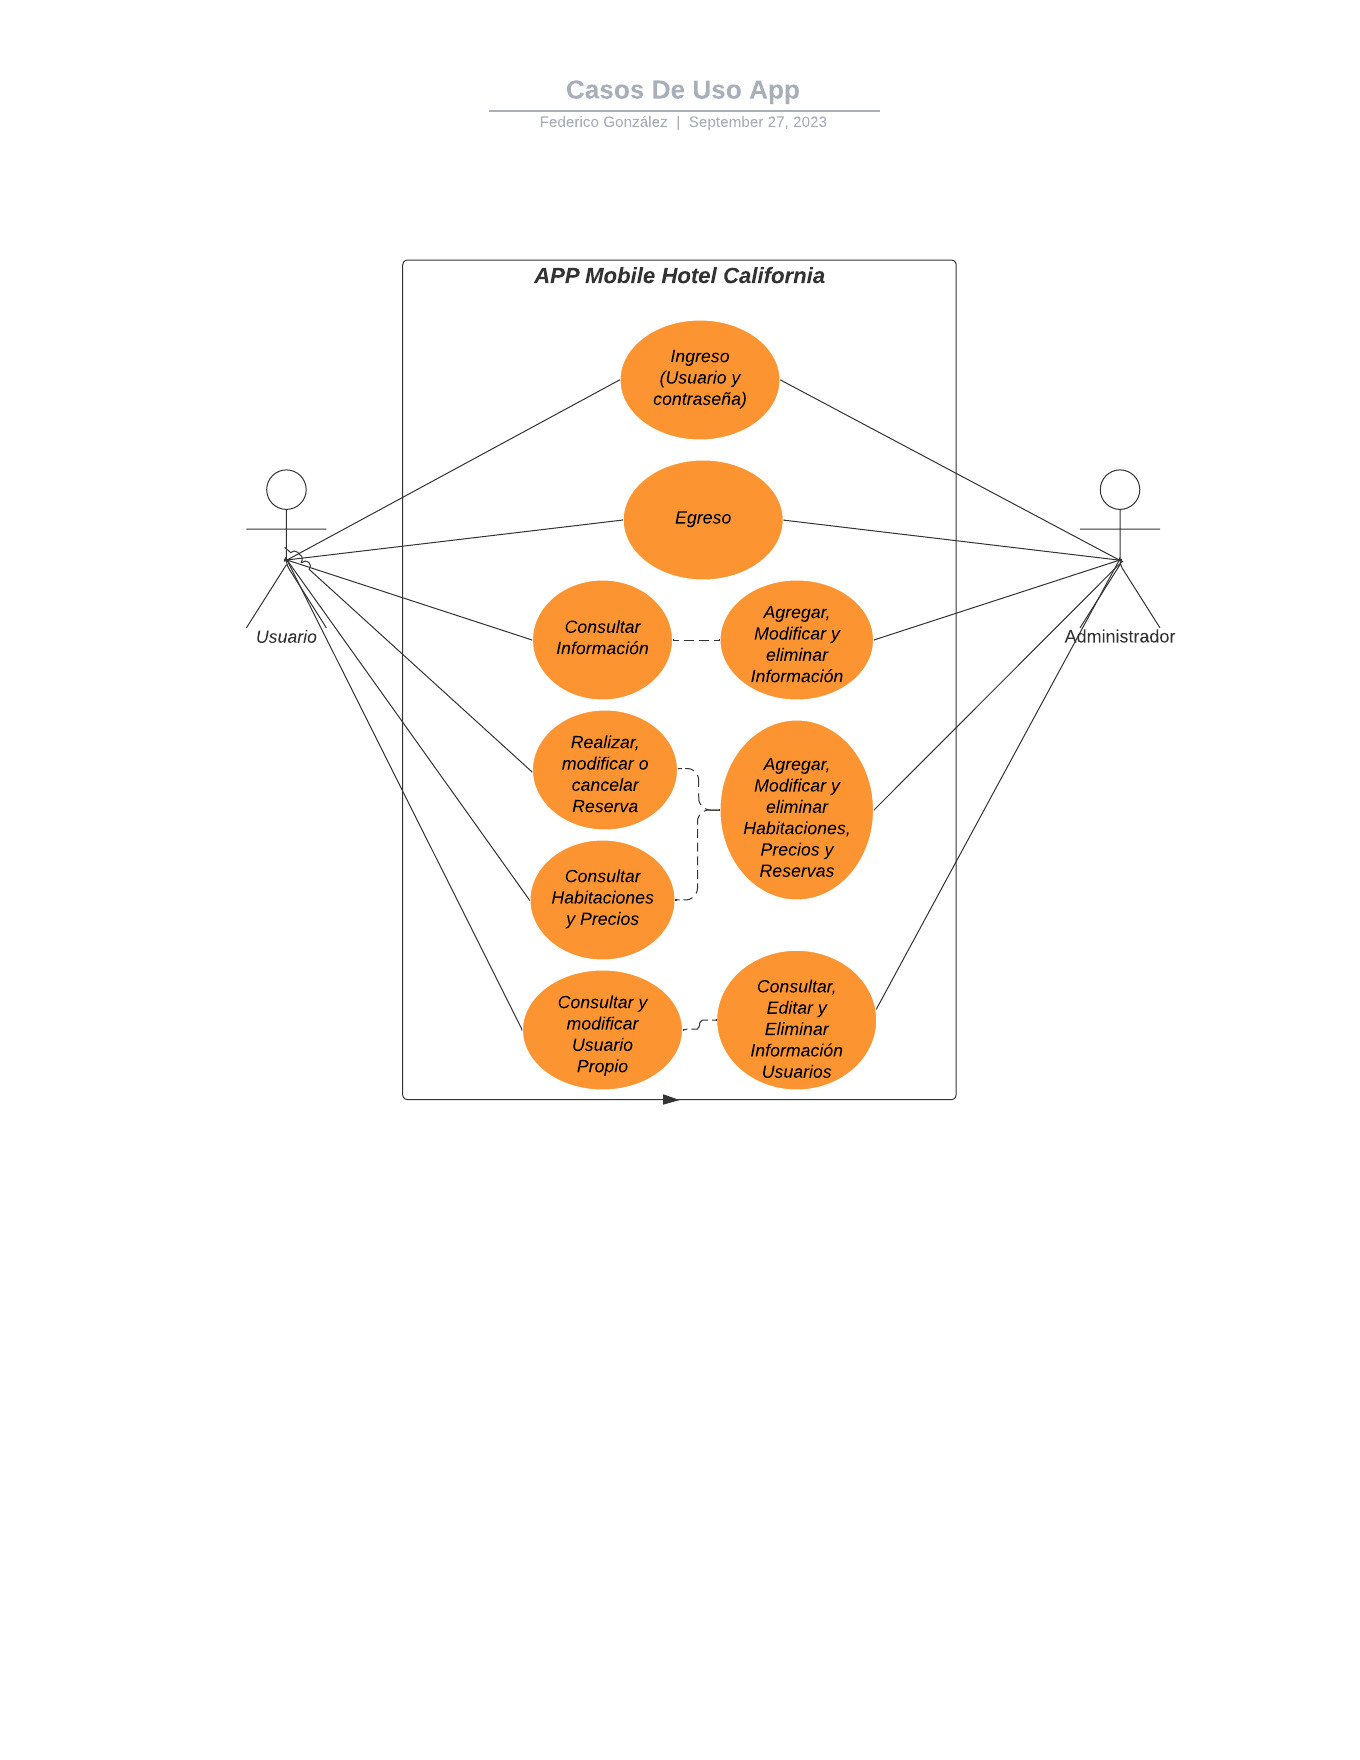 Casos De Uso App
Federico González | September 27, 2023
APP Mobile Hotel California
Ingreso
(Usuario y
contraseña)
Egreso
Usuario
Administrador
Consultar
Información
Agregar,
Modificar y
eliminar
Información
Realizar,
modificar o
cancelar
Reserva
Agregar,
Modificar y
eliminar
Habitaciones,
Precios y
Reservas
Consultar
Habitaciones
y Precios
Consultar y
modificar
Usuario
Propio
Consultar,
Editar y
Eliminar
Información
Usuarios